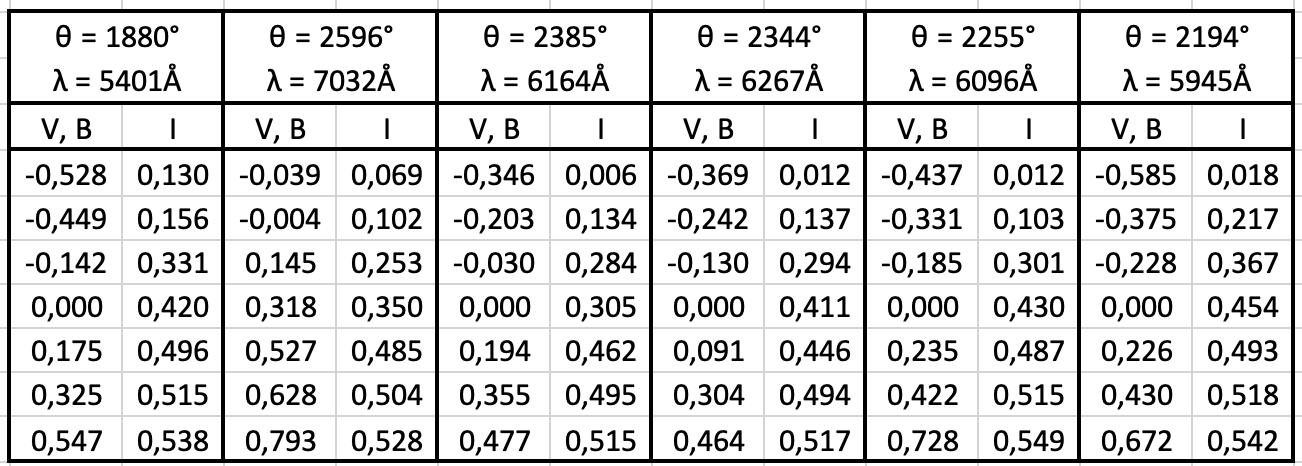 θ = 1880° θ = 2596° θ = 2385° θ = 2344° θ = 2255° θ = 2194°
λ = 5401Å λ = 7032Å λ = 6164Å λ = 6267Å λ = 6096Å λ = 5945Å
V, B I V, B I V, B I V, B I V, B I V, B I
-0,528 0,130 -0,039 0,069 -0,346 0,006 -0,369 0,012 -0,437 0,012 -0,585 0,018
-0,449 0,156 -0,004 0,102 -0,203 0,134 -0,242 0,137 -0,331 0,103 -0,375 0,217
-0,142 0,331 0,145 0,253 -0,030 0,284 -0,130 0,294 -0,185 0,301 -0,228 0,367
0,000 0,420 0,318 0,350 0,000 0,305 0,000 0,411 0,000 0,430 0,000 0,454
0,175 0,496 0,527 0,485 0,194 0,462 0,091 0,446 0,235 0,487 0,226 0,493
0,325 0,515 0,628 0,504 0,355 0,495 0,304 0,494 0,422 0,515 0,430 0,518
0,547 0,538 0,793 0,528 0,477 0,515 0,464 0,517 0,728 0,549 0,672 0,542